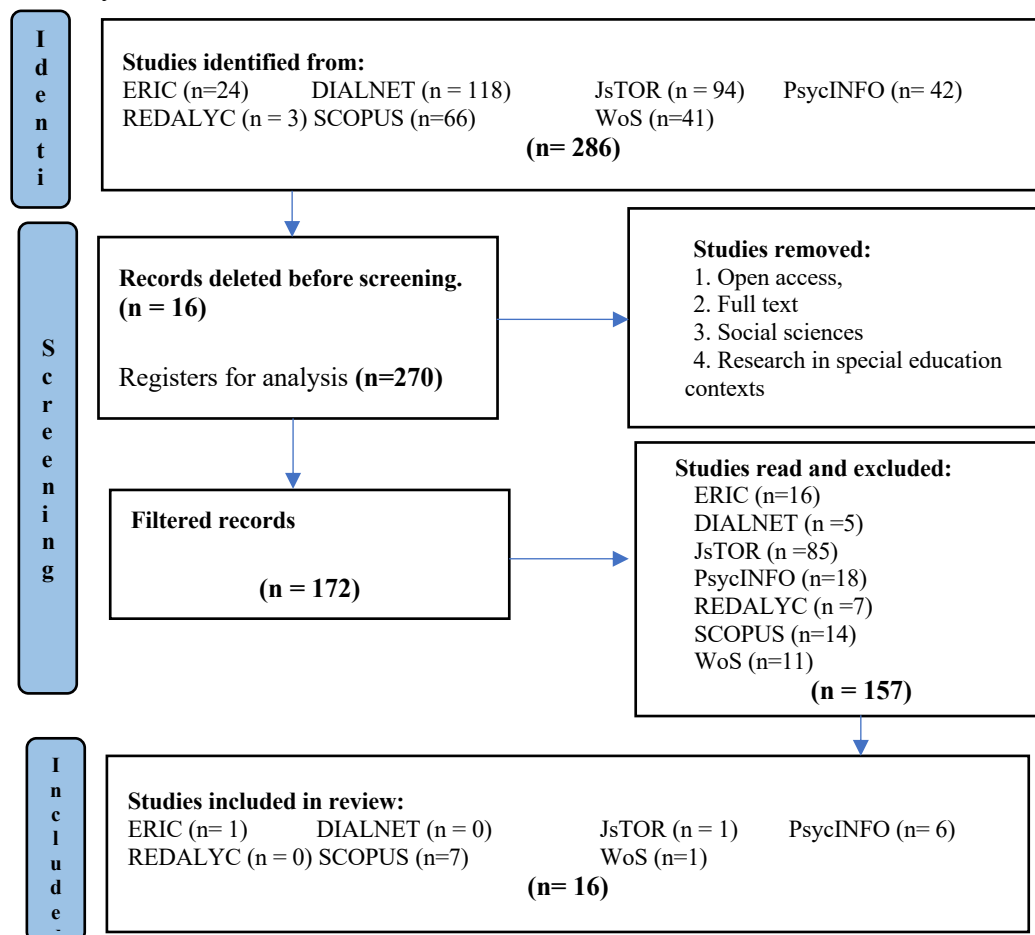 Identi
Studies identified from:
ERIC (n=24) DIALNET (n = 118) JsTOR (n = 94) PsycINFO (n= 42)
REDALYC (n = 3) SCOPUS (n=66) WoS (n=41)
(n= 286)
Screening
Records deleted before screening.
(n = 16)
Registers for analysis (n=270)
Studies removed:
1. Open access,
2. Full text
3. Social sciences
4. Research in special education
contexts
Filtered records
(n = 172)
Studies read and excluded:
ERIC (n=16)
DIALNET (n =5)
JsTOR (n =85)
PsycINFO (n=18)
REDALYC (n =7)
SCOPUS (n=14)
WoS (n=11)
(n = 157)
Include
Studies included in review:
ERIC (n= 1) DIALNET (n = 0) JsTOR (n = 1) PsycINFO (n= 6)
REDALYC (n = 0) SCOPUS (n=7) WoS (n=1)
(n= 16)